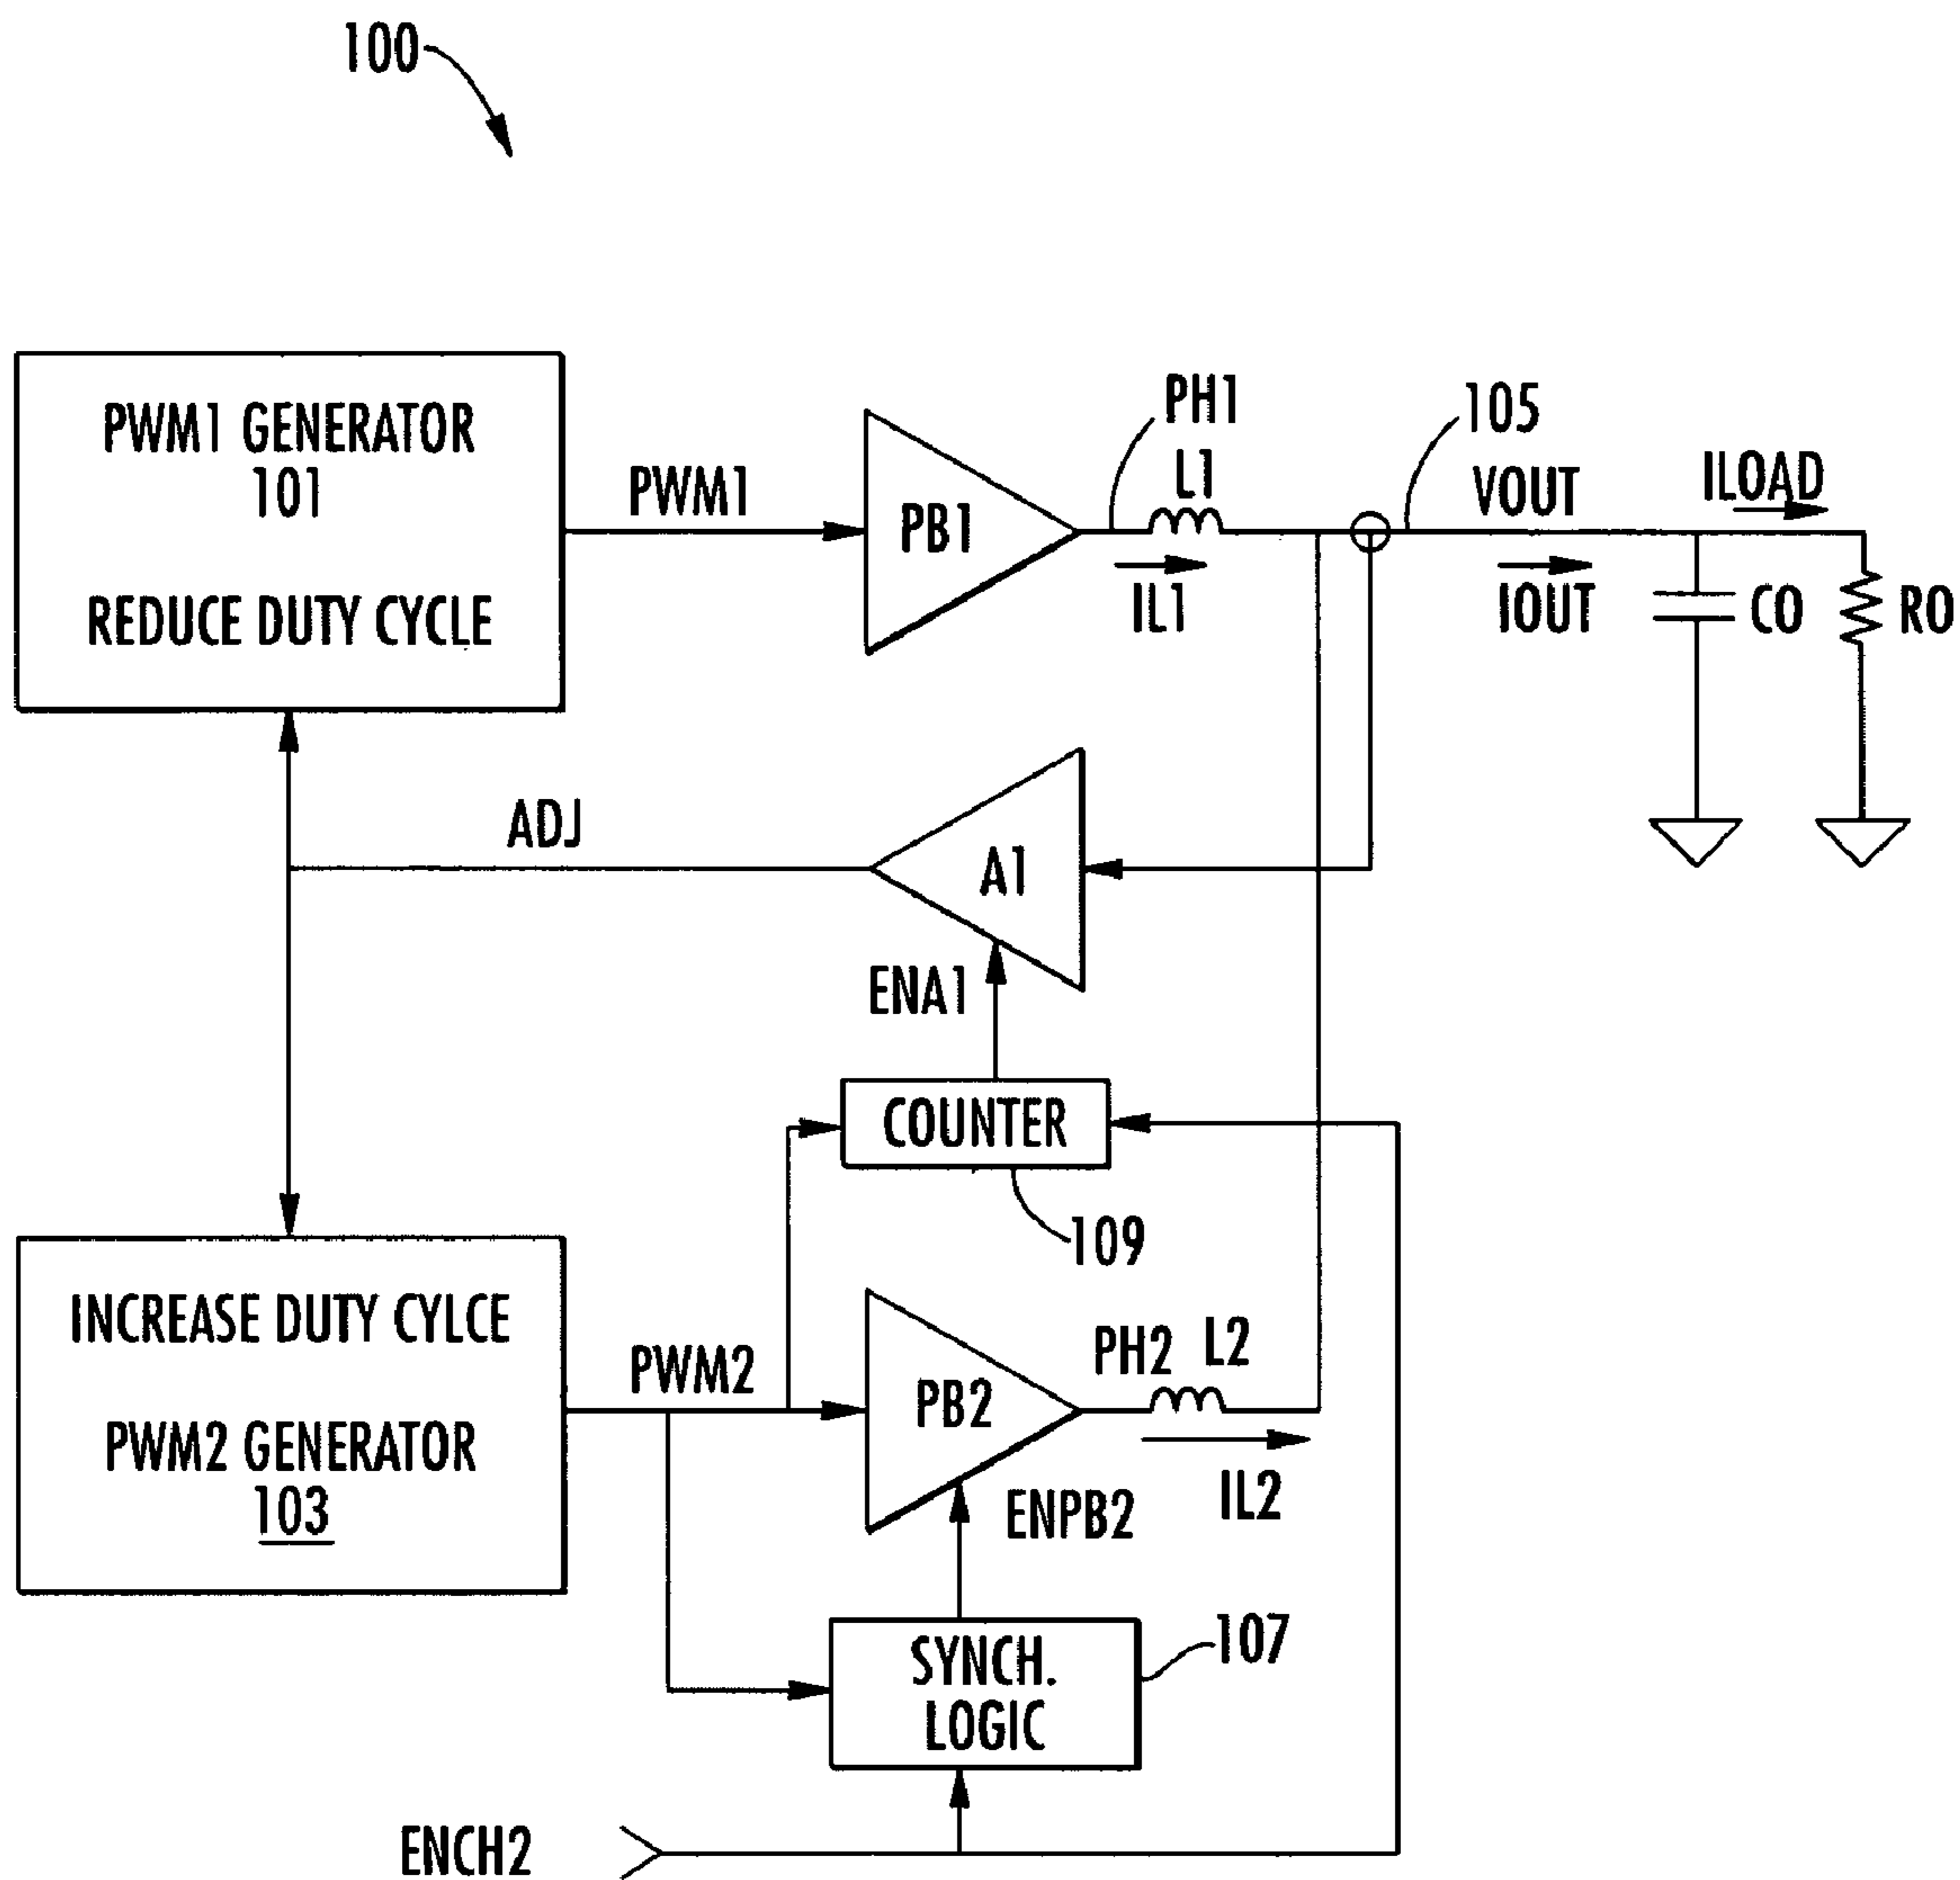 100
PWM1 GENERATOR
101
REDUCE DUTY CYCLE
PWM1
PB1
PH1
L1
IL1
105
VOUT
IOUT
ILOAD
CO
RO
ADJ
A1
ENA1
COUNTER
109
INCREASE DUTY CYLCE
PWM2 GENERATOR
103
PWM2
PB2
PH2
L2
IL2
ENPB2
SYNCH.
LOGIC
107
ENCH2